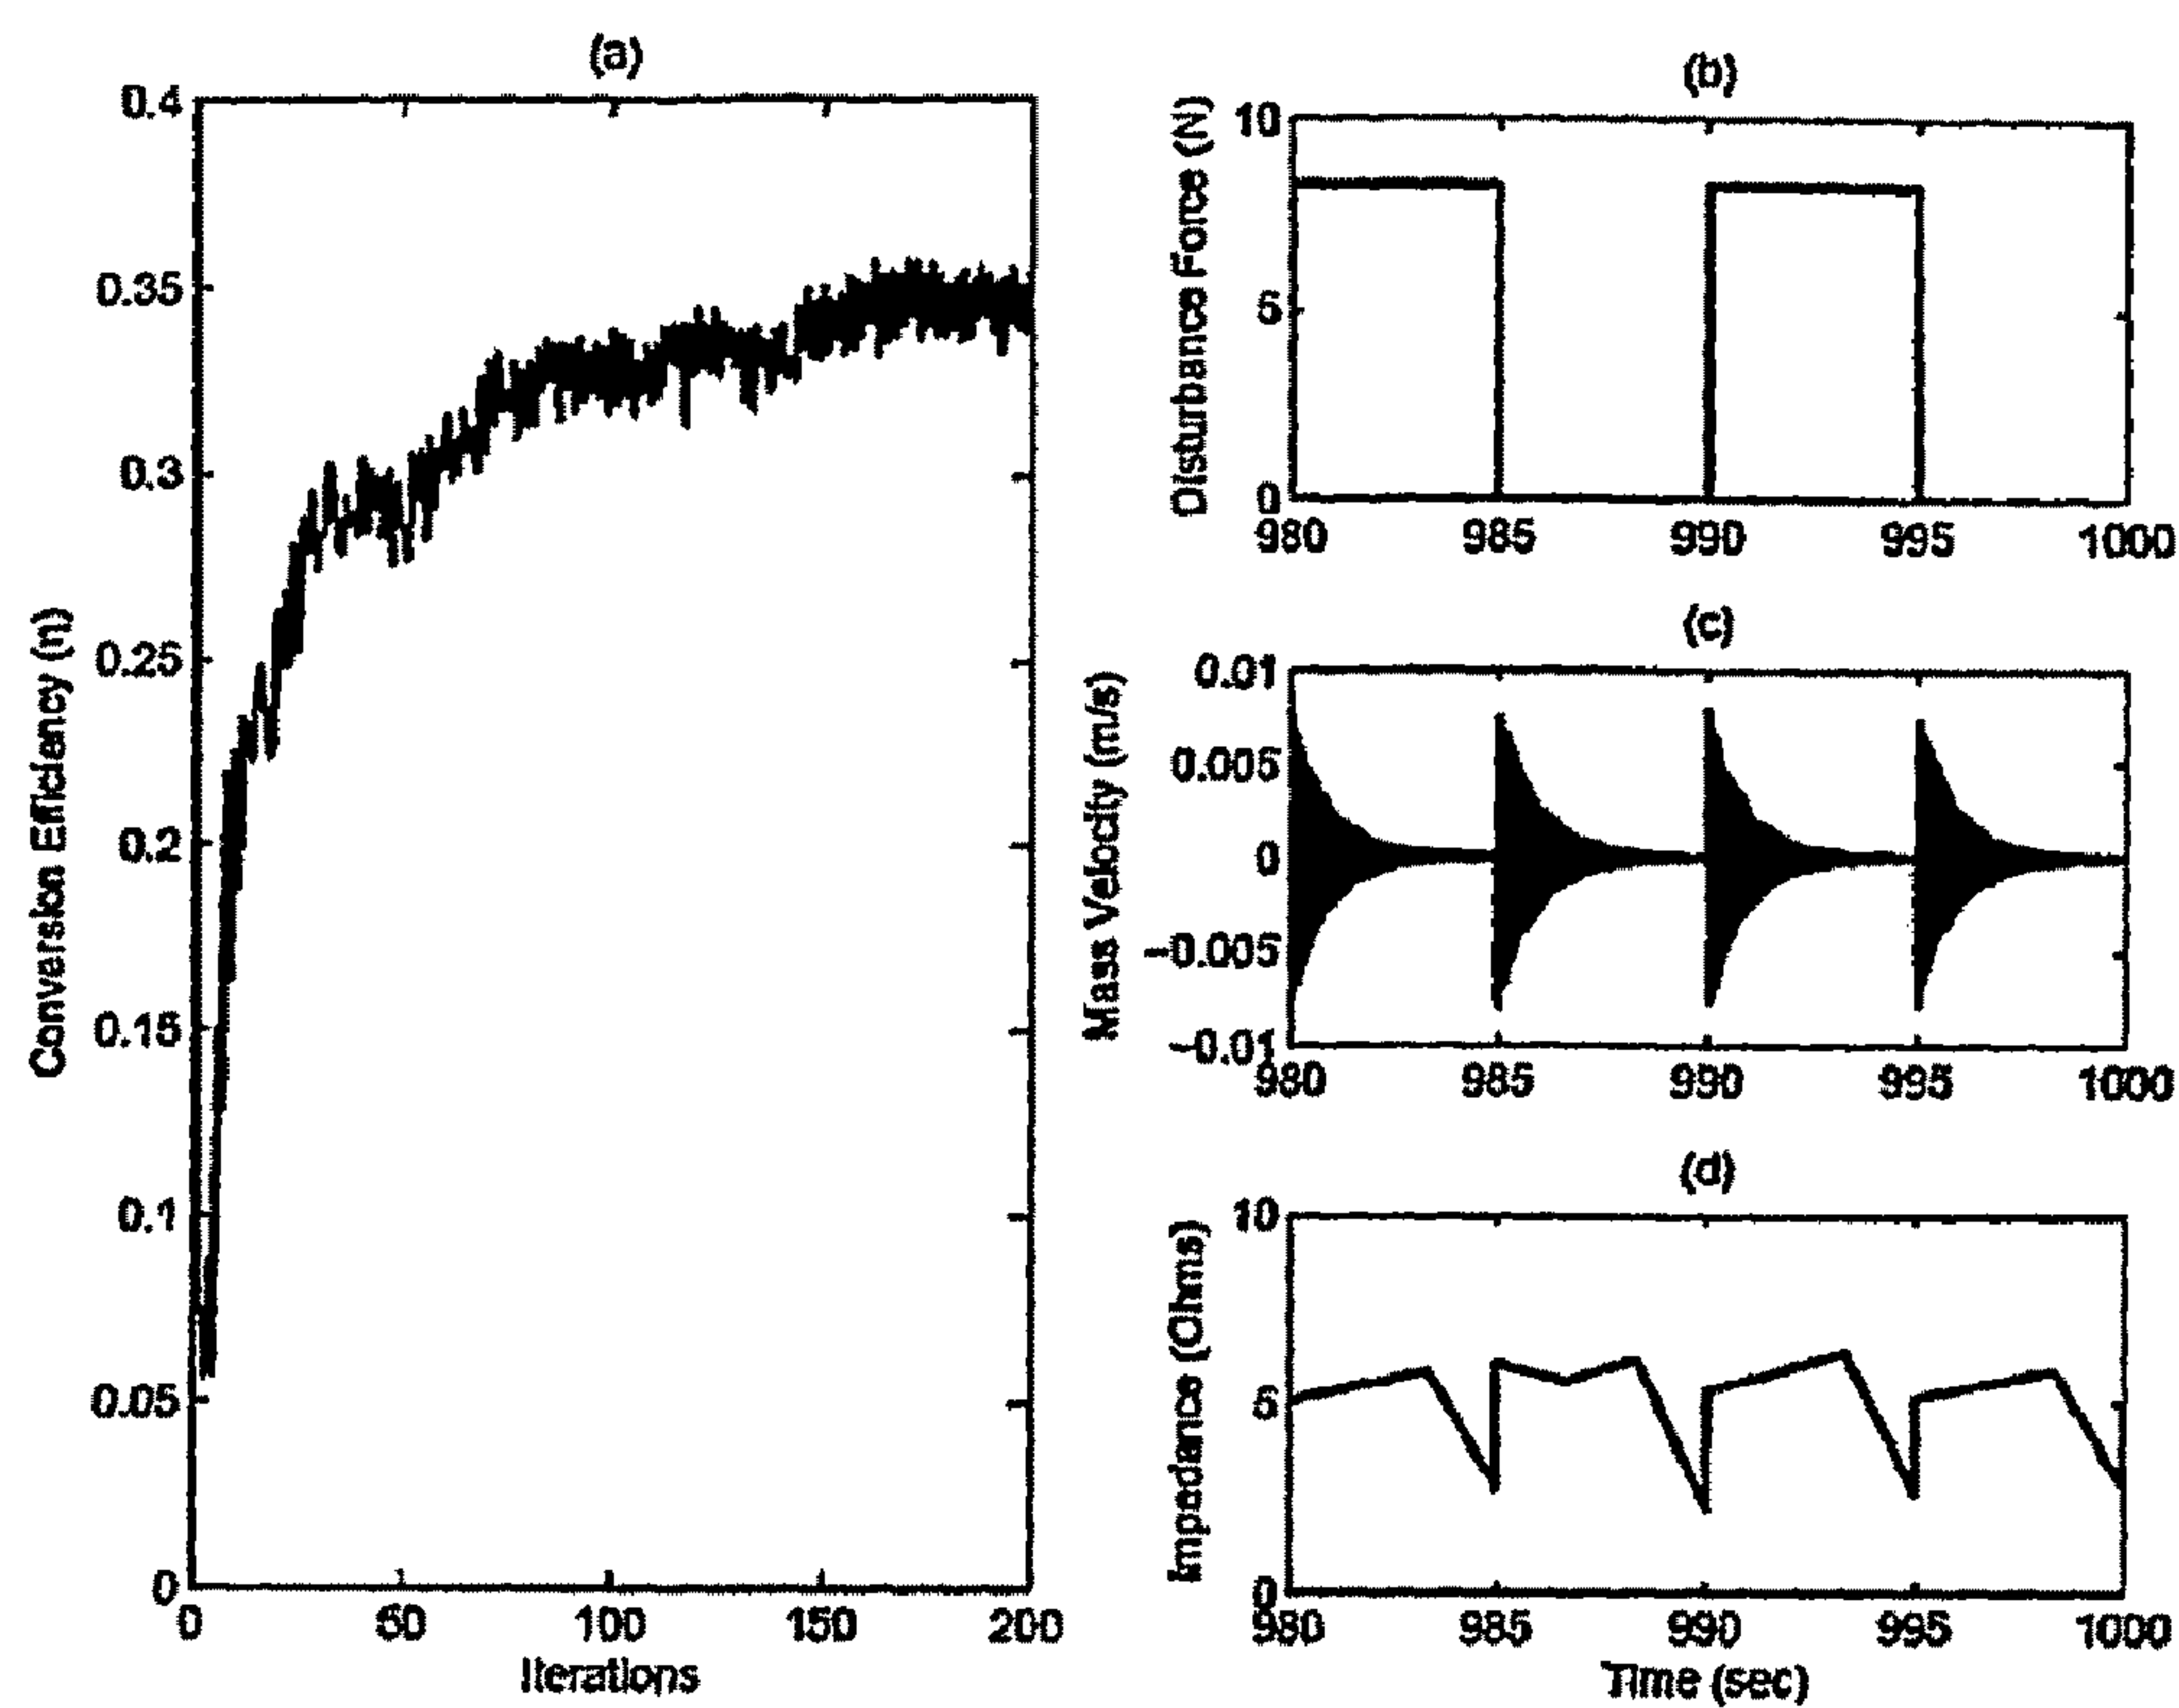 (a)
0.4
0.35
0.3
0.25
0.2
0.15
0.1
0.05
0
0 50 100 150 200
Conversion Efficiency (η)
Iterations
(b)
10
5
0
980 985 990 995 1000
Disturbance Force (N)
(c)
0.01
0.005
0
-0.005
-0.01
980 985 990 995 1000
Mass Velocity (m/s)
(d)
10
5
0
980 985 990 995 1000
Impedance (Ohms)
Time (sec)